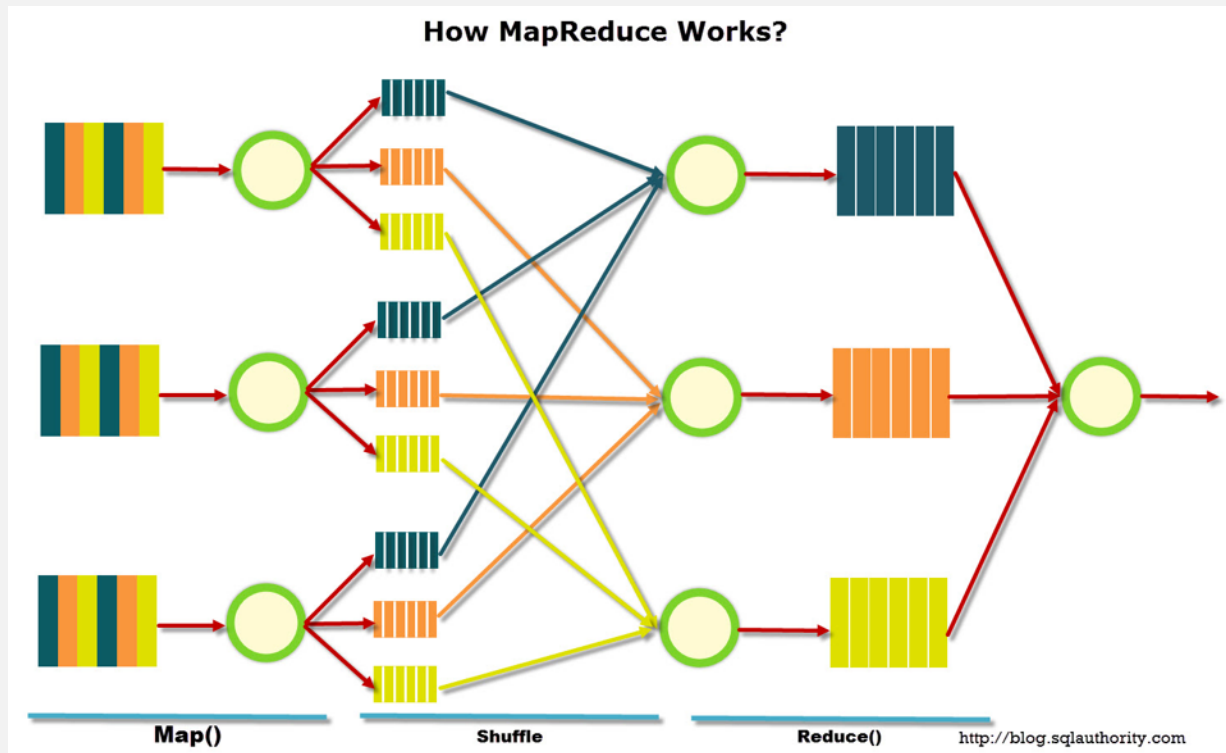 How MapReduce Works?
Map()
Shuffle
Reduce()
http://blog.sqlauthority.com